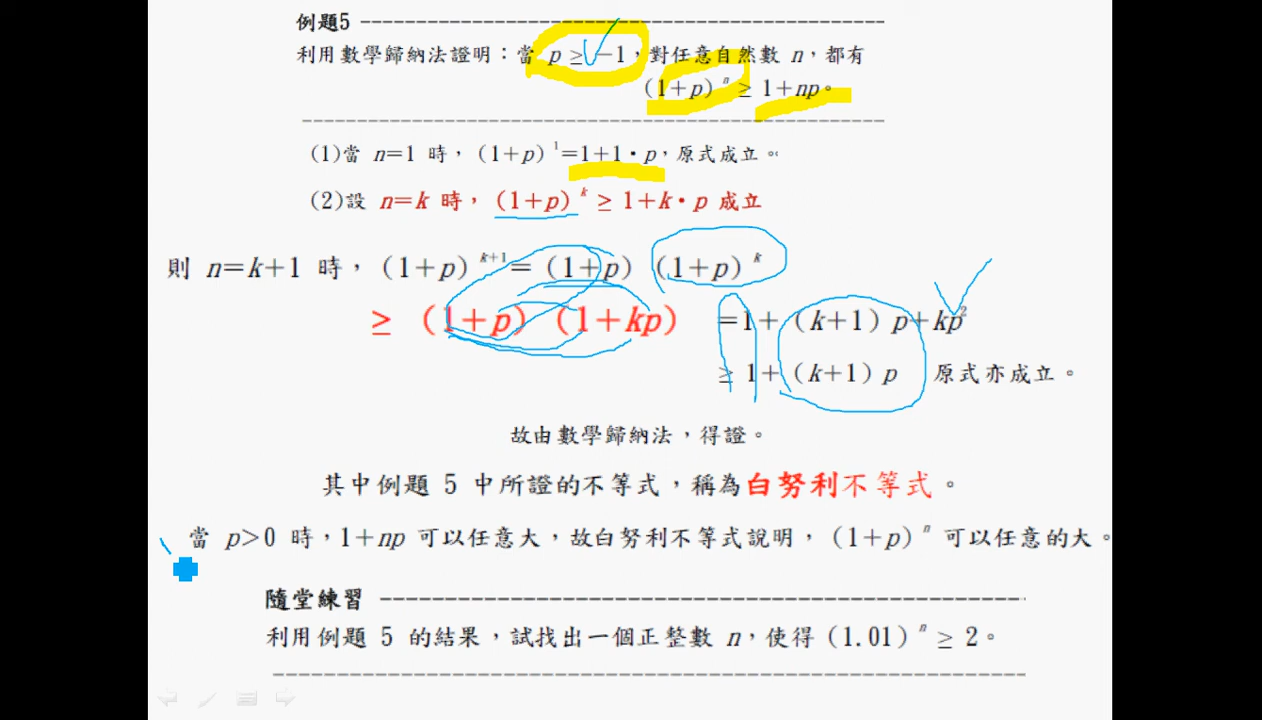 例題5
利用數學歸納法證明：當 p ≥ −1，對任意自然數 n，都有
(1+p)ⁿ ≥ 1+np。
(1)當 n=1 時，(1+p)¹=1+1·p，原式成立。
(2)設 n=k 時，(1+p)ᵏ ≥ 1+k·p 成立
則 n=k+1 時，(1+p)ᵏ⁺¹= (1+p) (1+p)ᵏ
≥ (1+p) (1+kp) =1+ (k+1) p+kp²
≥ 1+ (k+1) p 原式亦成立。
故由數學歸納法，得證。
其中例題 5 中所證的不等式，稱為白努利不等式。
當 p>0 時，1+np 可以任意大，故白努利不等式說明，(1+p)ⁿ 可以任意的大。
隨堂練習
利用例題 5 的結果，試找出一個正整數 n，使得 (1.01)ⁿ ≥ 2。